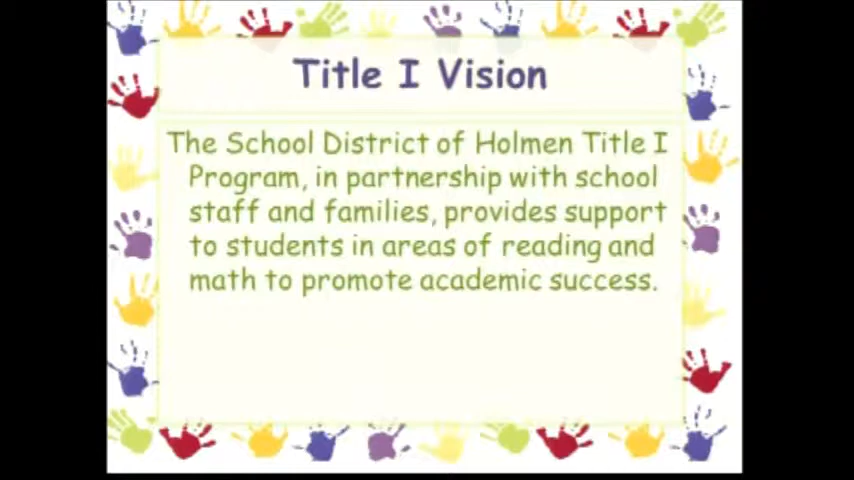 Title I Vision
The School District of Holmen Title I
Program, in partnership with school
staff and families, provides support
to students in areas of reading and
math to promote academic success.